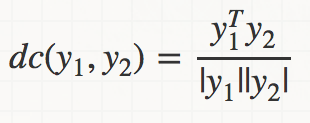 dc(y₁, y₂) = y₁ᵀy₂ / |y₁||y₂|